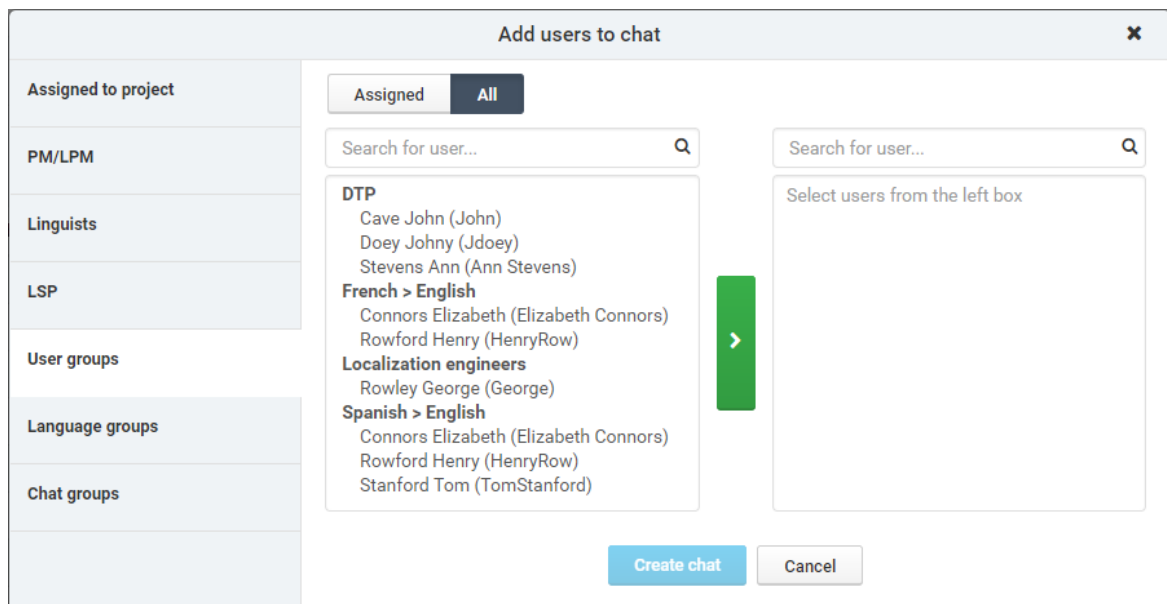 Add users to chat
Assigned to project
PM/LPM
Linguists
LSP
User groups
Language groups
Chat groups
Assigned
All
Search for user...
DTP
Cave John (John)
Doey Johny (Jdoey)
Stevens Ann (Ann Stevens)
French > English
Connors Elizabeth (Elizabeth Connors)
Rowford Henry (HenryRow)
Localization engineers
Rowley George (George)
Spanish > English
Connors Elizabeth (Elizabeth Connors)
Rowford Henry (HenryRow)
Stanford Tom (TomStanford)
Search for user...
Select users from the left box
Create chat
Cancel